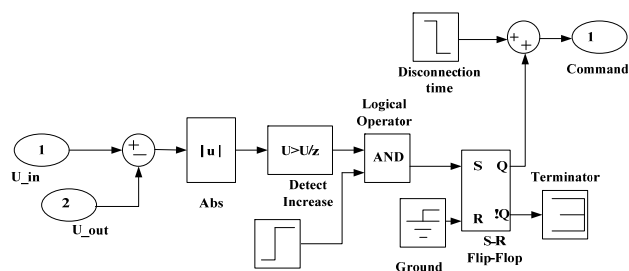 +
+
1
Disconnection
time
Command
Logical
Operator
1
U_in
+
−
|u|
Abs
U>U/z
Detect
Increase
AND
2
U_out
S
Q
R
!Q
S-R
Flip-Flop
Terminator
Ground